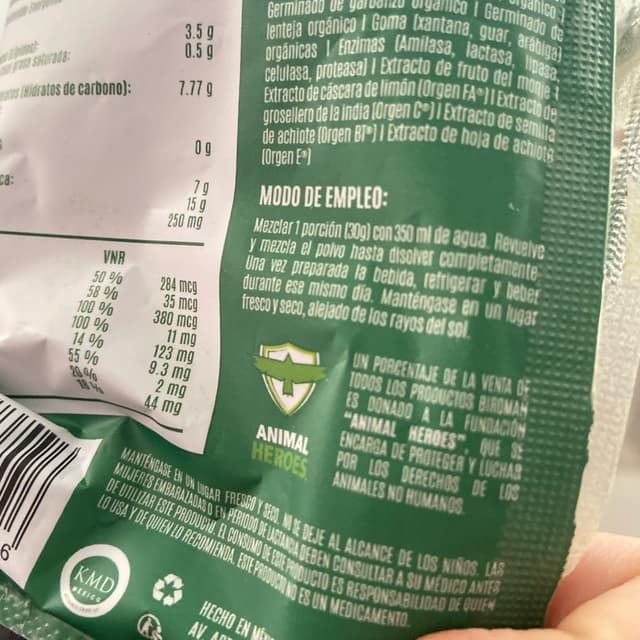 3.5 g
0.5 g
(Hidratos de carbono):
7.77 g
0 g
7 g
15 g
250 mg
VNR
50 % 284 mcg
58 % 35 mcg
100 % 380 mcg
100 % 11 mg
14 % 123 mg
55 % 9.3 mg
20 % 2 mg
18 % 44 mg
Germinado de garbanzo orgánico | Germinado de
lenteja orgánico | Goma (xantana, guar, arábiga)
orgánicas | Enzimas (Amilasa, lactasa, lipasa,
celulasa, proteasa) | Extracto de fruto del monje |
Extracto de cáscara de limón (Orgen FA®) | Extracto de
grosellero de la india (Orgen C®) | Extracto de semilla
de achiote (Orgen BT®) | Extracto de hoja de achiote
(Orgen E®)
MODO DE EMPLEO:
Mezclar 1 porción (30g) con 350 ml de agua. Revuelve
y mezcla el polvo hasta disolver completamente.
Una vez preparada la bebida, refrigerar y beber
durante ese mismo día. Manténgase en un lugar
fresco y seco, alejado de los rayos del sol.
ANIMAL
HEROES
UN PORCENTAJE DE LA VENTA DE
TODOS LOS PRODUCTOS BIRDMAN
ES DONADO A LA FUNDACIÓN
"ANIMAL HEROES", QUE SE
ENCARGA DE PROTEGER Y LUCHAR
POR LOS DERECHOS DE LOS
ANIMALES NO HUMANOS.
MANTÉNGASE EN UN LUGAR FRESCO Y SECO. NO SE DEJE AL ALCANCE DE LOS NIÑOS. LAS
MUJERES EMBARAZADAS O EN PERIODO DE LACTANCIA DEBEN CONSULTAR A SU MÉDICO ANTES
DE UTILIZAR ESTE PRODUCTO. EL CONSUMO DE ESTE PRODUCTO ES RESPONSABILIDAD DE QUIEN
LO USA Y DE QUIEN LO RECOMIENDA. ESTE PRODUCTO NO ES UN MEDICAMENTO.
6
KMD
MÉXICO
HECHO EN
AV.